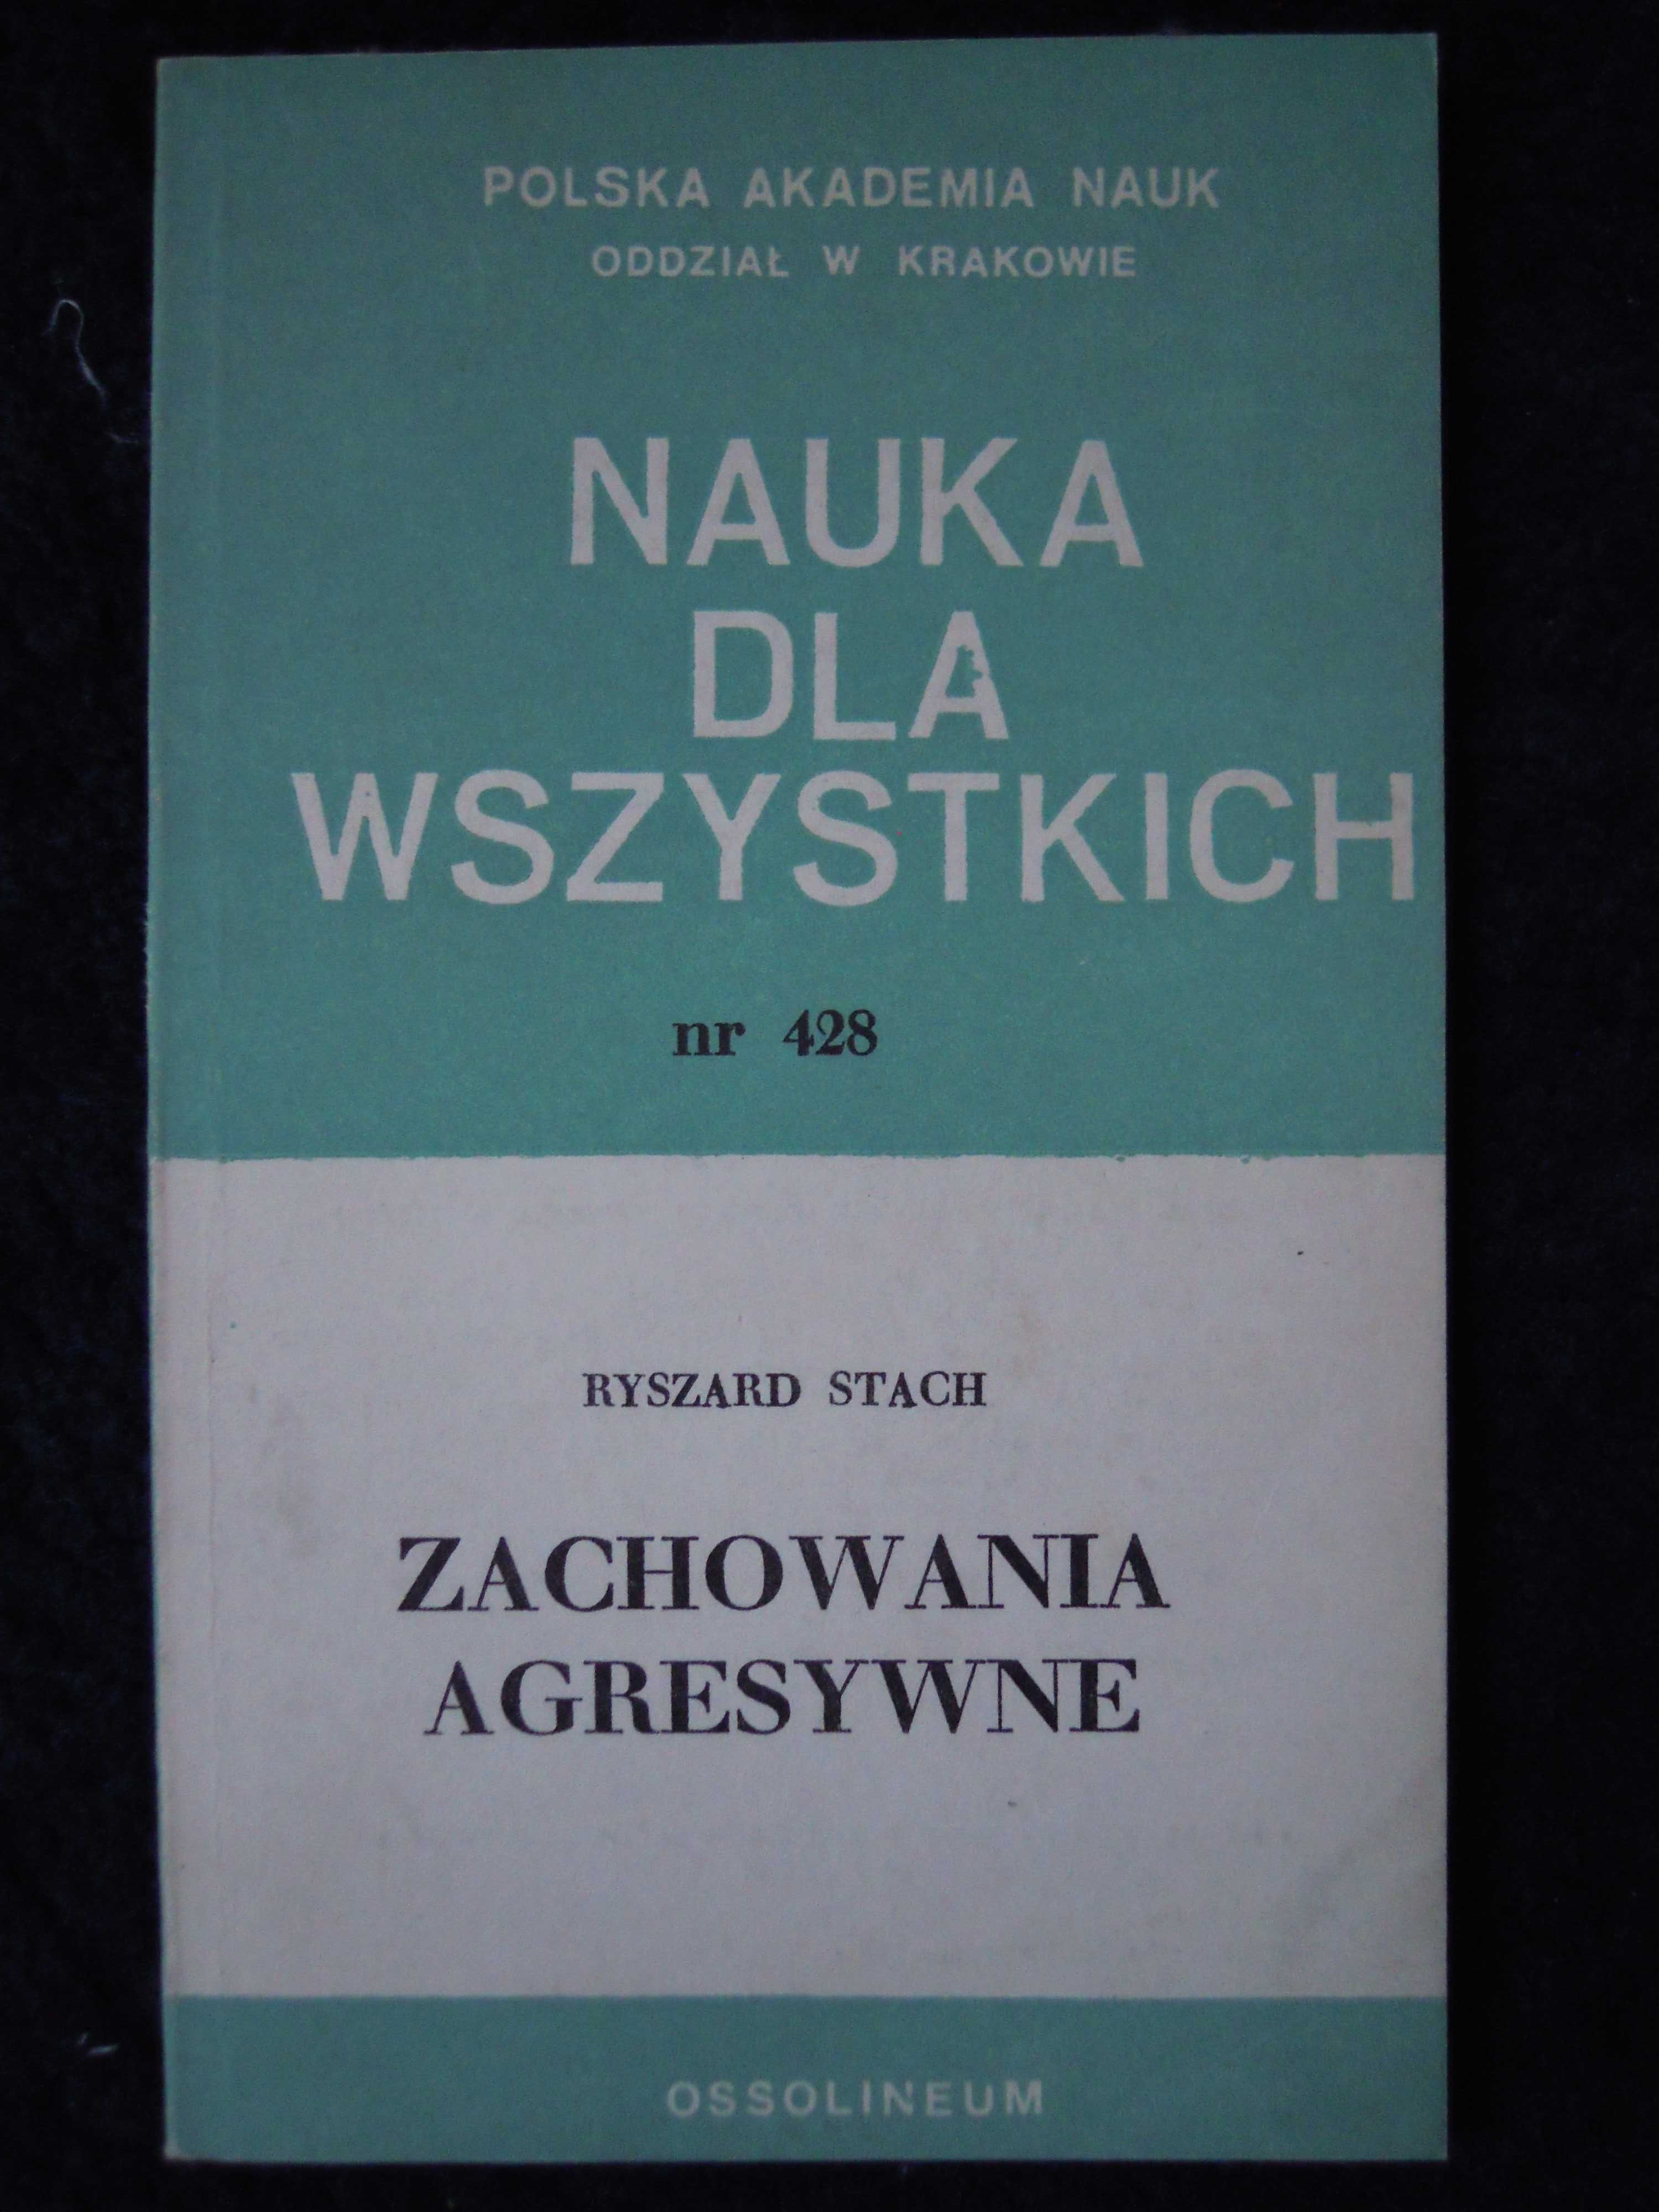 POLSKA AKADEMIA NAUK
ODDZIAŁ W KRAKOWIE
NAUKA
DLA
WSZYSTKICH
nr 428
RYSZARD STACH
ZACHOWANIA
AGRESYWNE
OSSOLINEUM